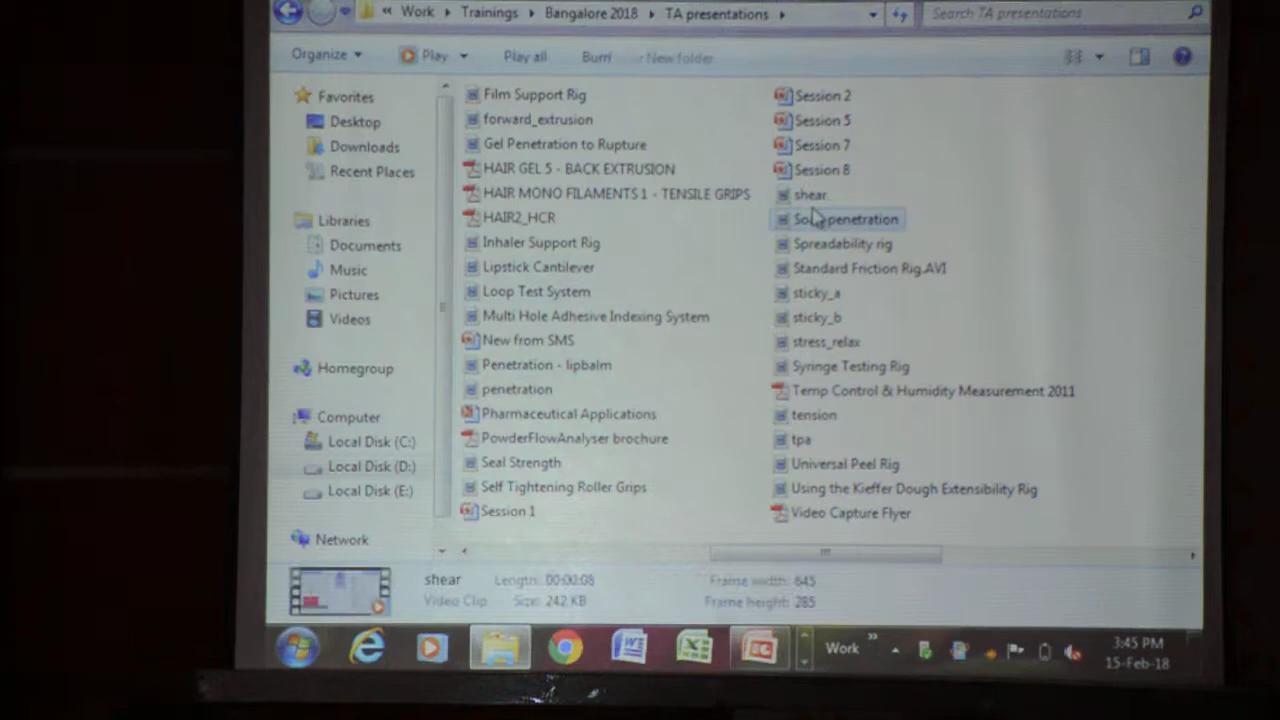 « Work ▸ Trainings ▸ Bangalore 2018 ▸ TA presentations ▸
Search TA presentations
Organize ▾
Play
Play all
Burn
New folder
Favorites
Desktop
Downloads
Recent Places
Libraries
Documents
Music
Pictures
Videos
Homegroup
Computer
Local Disk (C:)
Local Disk (D:)
Local Disk (E:)
Network
Film Support Rig
forward_extrusion
Gel Penetration to Rupture
HAIR GEL 5 - BACK EXTRUSION
HAIR MONO FILAMENTS 1 - TENSILE GRIPS
HAIR2_HCR
Inhaler Support Rig
Lipstick Cantilever
Loop Test System
Multi Hole Adhesive Indexing System
New from SMS
Penetration - lipbalm
penetration
Pharmaceutical Applications
PowderFlowAnalyser brochure
Seal Strength
Self Tightening Roller Grips
Session 1
Session 2
Session 5
Session 7
Session 8
shear
penetration
Spreadability rig
Standard Friction Rig.AVI
sticky_a
sticky_b
stress_relax
Syringe Testing Rig
Temp Control & Humidity Measurement 2011
tension
tpa
Universal Peel Rig
Using the Kieffer Dough Extensibility Rig
Video Capture Flyer
shear
Length: 00:00:08
Frame width: 645
Video Clip
Size: 242 KB
Frame height: 285
Work »
3:45 PM
15-Feb-18